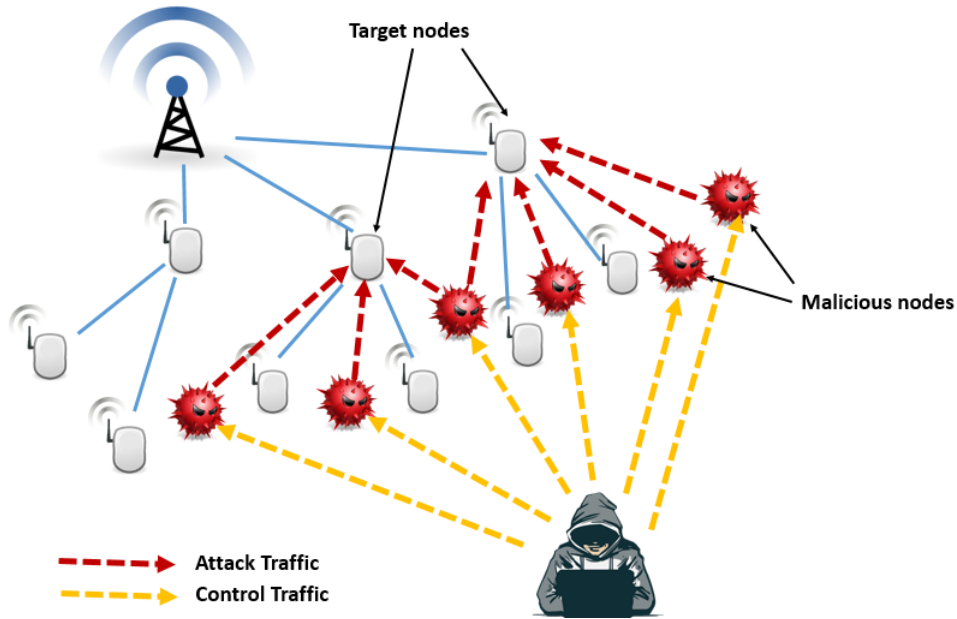 Target nodes
Malicious nodes
Attack Traffic
Control Traffic